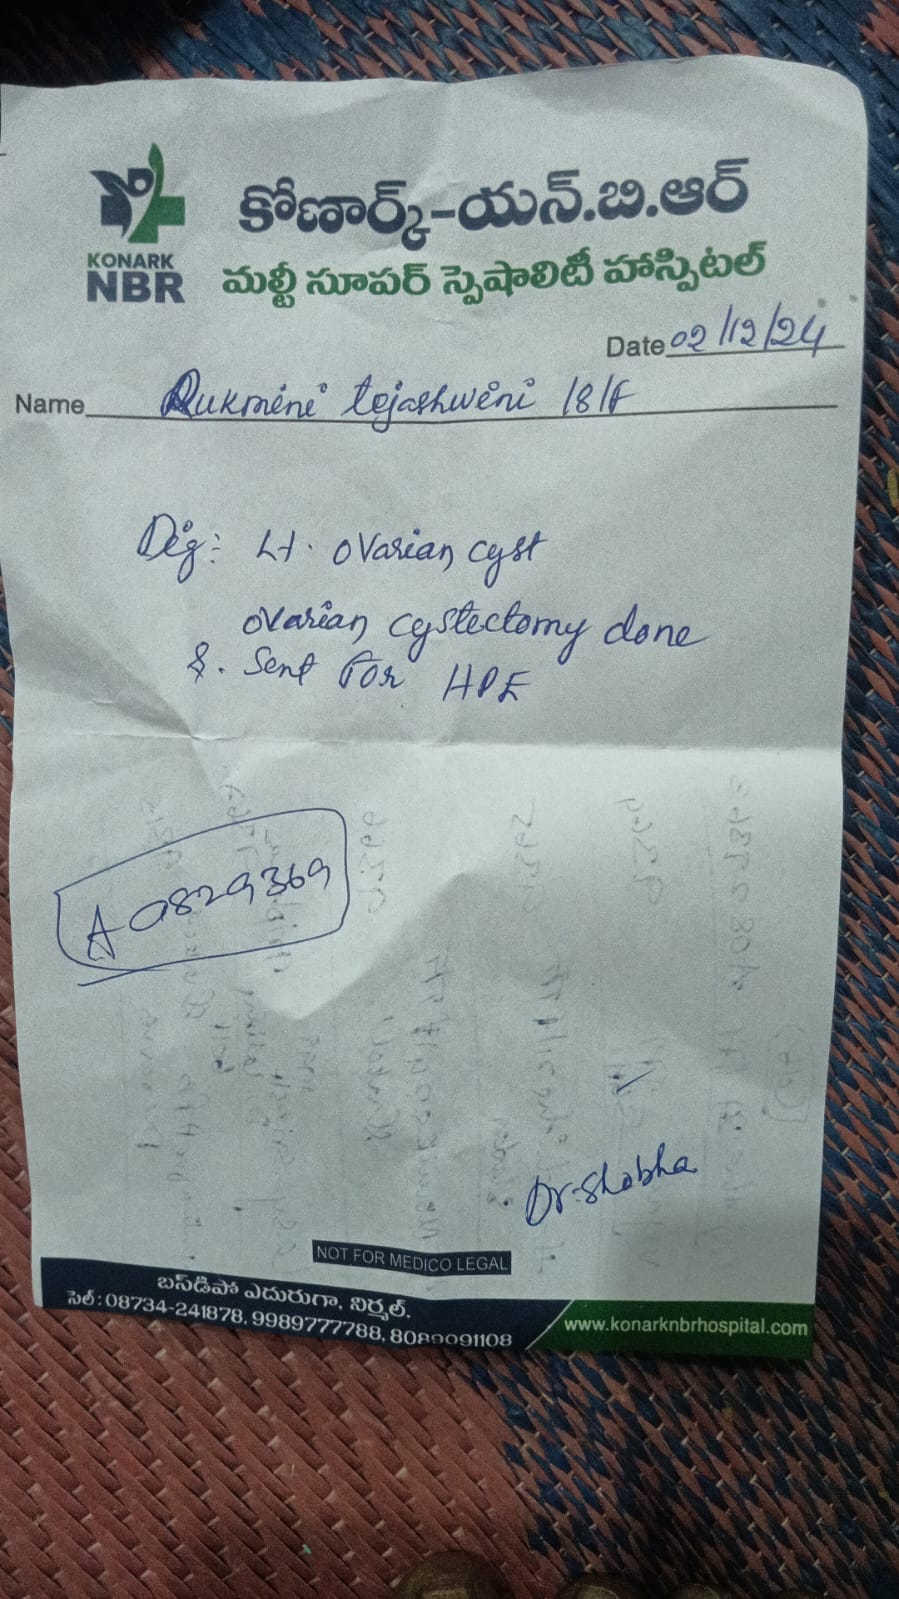 కోణార్క్-యన్.బి.ఆర్
KONARK
NBR
మల్టీ సూపర్ స్పెషాలిటీ హాస్పిటల్
Date 02/12/24
Name Rukmini tejashwini 18/F
Dig: Lt. ovarian cyst
ovarian cystectomy done
&. Sent For HPE
A0829369
Dr. Shobha
NOT FOR MEDICO LEGAL
బస్‌డిపో ఎదురుగా, నిర్మల్.
సెల్: 08734-241878, 9989777788, 8089091108
www.konarknbrhospital.com